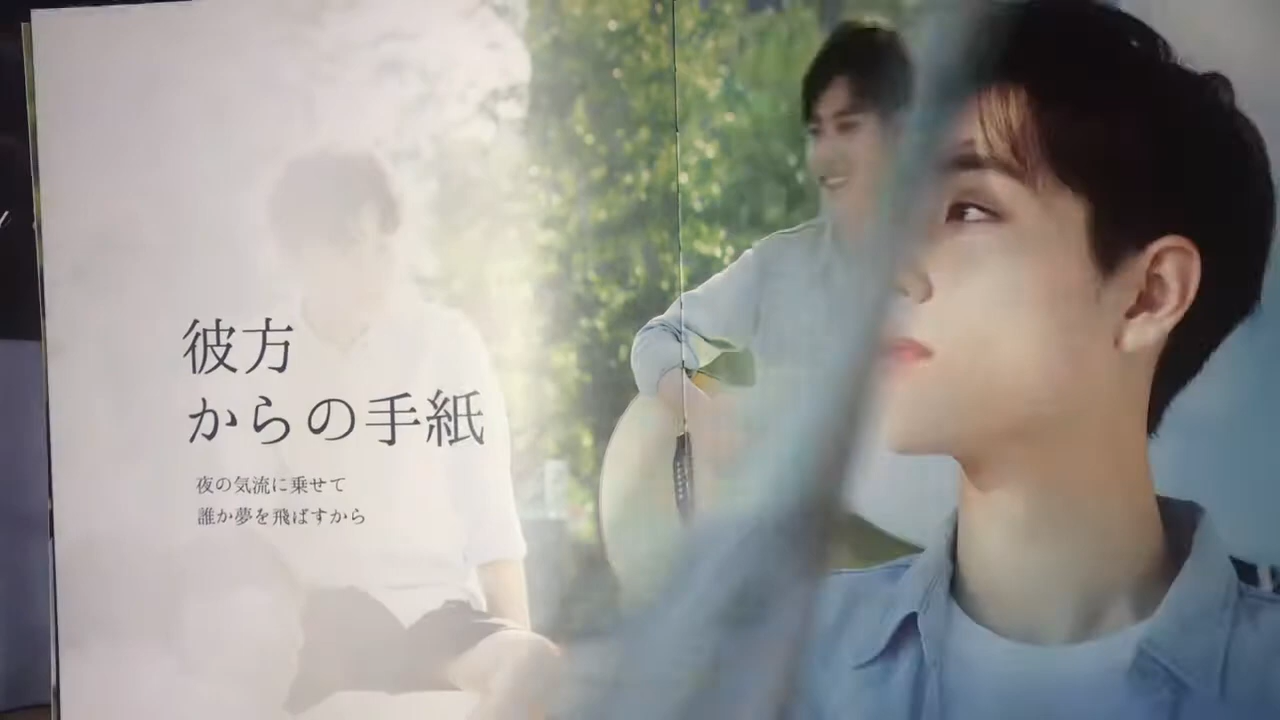 彼方
からの手紙
夜の気流に乗せて
誰か夢を飛ばすから